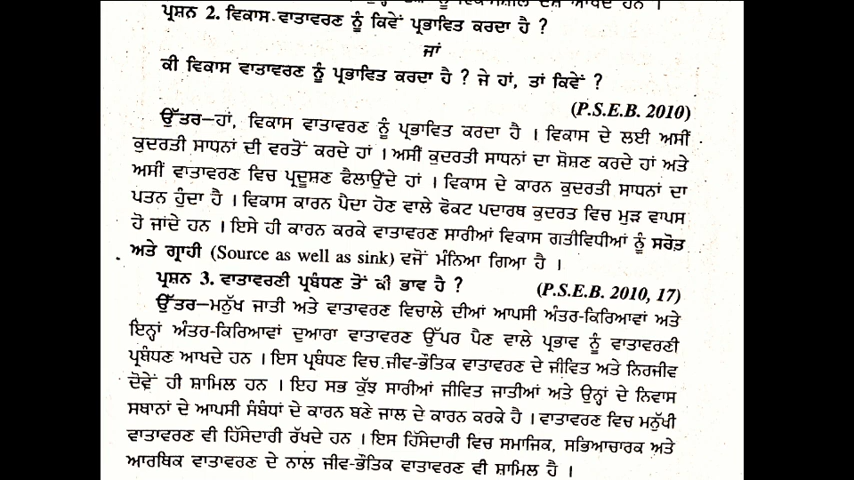 ਪ੍ਰਸ਼ਨ 2. ਵਿਕਾਸ ਵਾਤਾਵਰਣ ਨੂੰ ਕਿਵੇਂ ਪ੍ਰਭਾਵਿਤ ਕਰਦਾ ਹੈ ?
ਜਾਂ
ਕੀ ਵਿਕਾਸ ਵਾਤਾਵਰਣ ਨੂੰ ਪ੍ਰਭਾਵਿਤ ਕਰਦਾ ਹੈ ? ਜੇ ਹਾਂ, ਤਾਂ ਕਿਵੇਂ ?
(P.S.E.B. 2010)
ਉੱਤਰ—ਹਾਂ, ਵਿਕਾਸ ਵਾਤਾਵਰਣ ਨੂੰ ਪ੍ਰਭਾਵਿਤ ਕਰਦਾ ਹੈ । ਵਿਕਾਸ ਦੇ ਲਈ ਅਸੀਂ
ਕੁਦਰਤੀ ਸਾਧਨਾਂ ਦੀ ਵਰਤੋਂ ਕਰਦੇ ਹਾਂ । ਅਸੀਂ ਕੁਦਰਤੀ ਸਾਧਨਾਂ ਦਾ ਸ਼ੋਸ਼ਣ ਕਰਦੇ ਹਾਂ ਅਤੇ
ਅਸੀਂ ਵਾਤਾਵਰਣ ਵਿਚ ਪ੍ਰਦੂਸ਼ਣ ਫੈਲਾਉਂਦੇ ਹਾਂ । ਵਿਕਾਸ ਦੇ ਕਾਰਨ ਕੁਦਰਤੀ ਸਾਧਨਾਂ ਦਾ
ਪਤਨ ਹੁੰਦਾ ਹੈ । ਵਿਕਾਸ ਕਾਰਨ ਪੈਦਾ ਹੋਣ ਵਾਲੇ ਫੋਕਟ ਪਦਾਰਥ ਕੁਦਰਤ ਵਿਚ ਮੁੜ ਵਾਪਸ
ਹੋ ਜਾਂਦੇ ਹਨ । ਇਸੇ ਹੀ ਕਾਰਨ ਕਰਕੇ ਵਾਤਾਵਰਣ ਸਾਰੀਆਂ ਵਿਕਾਸ ਗਤੀਵਿਧੀਆਂ ਨੂੰ ਸਰੋਤ
ਅਤੇ ਗ੍ਰਾਹੀ (Source as well as sink) ਵਜੋਂ ਮੰਨਿਆ ਗਿਆ ਹੈ ।
ਪ੍ਰਸ਼ਨ 3. ਵਾਤਾਵਰਣੀ ਪ੍ਰਬੰਧਣ ਤੋਂ ਕੀ ਭਾਵ ਹੈ ? (P.S.E.B. 2010, 17)
ਉੱਤਰ—ਮਨੁੱਖ ਜਾਤੀ ਅਤੇ ਵਾਤਾਵਰਣ ਵਿਚਾਲੇ ਦੀਆਂ ਆਪਸੀ ਅੰਤਰ-ਕਿਰਿਆਵਾਂ ਅਤੇ
ਇਨ੍ਹਾਂ ਅੰਤਰ-ਕਿਰਿਆਵਾਂ ਦੁਆਰਾ ਵਾਤਾਵਰਣ ਉੱਪਰ ਪੈਣ ਵਾਲੇ ਪ੍ਰਭਾਵ ਨੂੰ ਵਾਤਾਵਰਣੀ
ਪ੍ਰਬੰਧਣ ਆਖਦੇ ਹਨ । ਇਸ ਪ੍ਰਬੰਧਣ ਵਿਚ ਜੀਵ-ਭੌਤਿਕ ਵਾਤਾਵਰਣ ਦੇ ਜੀਵਿਤ ਅਤੇ ਨਿਰਜੀਵ
ਦੋਵੇਂ ਹੀ ਸ਼ਾਮਿਲ ਹਨ । ਇਹ ਸਭ ਕੁੱਝ ਸਾਰੀਆਂ ਜੀਵਿਤ ਜਾਤੀਆਂ ਅਤੇ ਉਨ੍ਹਾਂ ਦੇ ਨਿਵਾਸ
ਸਥਾਨਾਂ ਦੇ ਆਪਸੀ ਸੰਬੰਧਾਂ ਦੇ ਕਾਰਨ ਬਣੇ ਜਾਲ ਦੇ ਕਾਰਨ ਕਰਕੇ ਹੈ । ਵਾਤਾਵਰਣ ਵਿਚ ਮਨੁੱਖੀ
ਵਾਤਾਵਰਣ ਵੀ ਹਿੱਸੇਦਾਰੀ ਰੱਖਦੇ ਹਨ । ਇਸ ਹਿੱਸੇਦਾਰੀ ਵਿਚ ਸਮਾਜਿਕ, ਸਭਿਆਚਾਰਕ ਅਤੇ
ਆਰਥਿਕ ਵਾਤਾਵਰਣ ਦੇ ਨਾਲ ਜੀਵ-ਭੌਤਿਕ ਵਾਤਾਵਰਣ ਵੀ ਸ਼ਾਮਿਲ ਹੈ ।